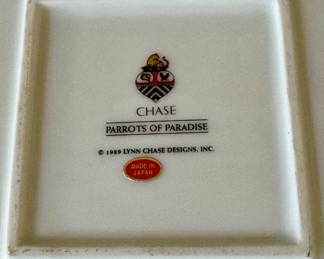 CHASE
PARROTS OF PARADISE
© 1989 LYNN CHASE DESIGNS, INC.
MADE IN
JAPAN